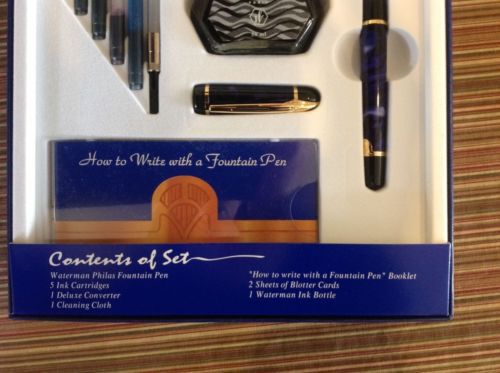 50 ml
How to Write with a Fountain Pen
Contents of Set
Waterman Philas Fountain Pen
5 Ink Cartridges
1 Deluxe Converter
1 Cleaning Cloth
"How to write with a Fountain Pen" Booklet
2 Sheets of Blotter Cards
1 Waterman Ink Bottle